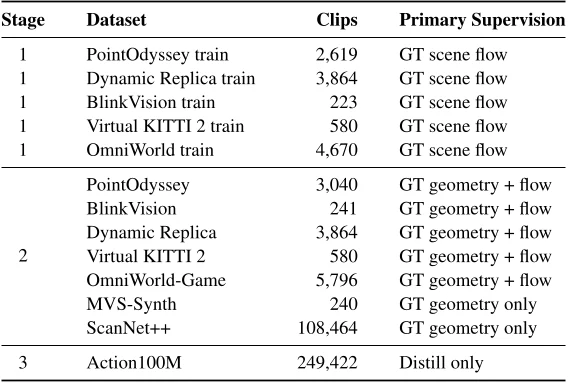 Stage Dataset Clips Primary Supervision
1 PointOdyssey train 2,619 GT scene flow
1 Dynamic Replica train 3,864 GT scene flow
1 BlinkVision train 223 GT scene flow
1 Virtual KITTI 2 train 580 GT scene flow
1 OmniWorld train 4,670 GT scene flow
PointOdyssey 3,040 GT geometry + flow
BlinkVision 241 GT geometry + flow
Dynamic Replica 3,864 GT geometry + flow
2 Virtual KITTI 2 580 GT geometry + flow
OmniWorld-Game 5,796 GT geometry + flow
MVS-Synth 240 GT geometry only
ScanNet++ 108,464 GT geometry only
3 Action100M 249,422 Distill only